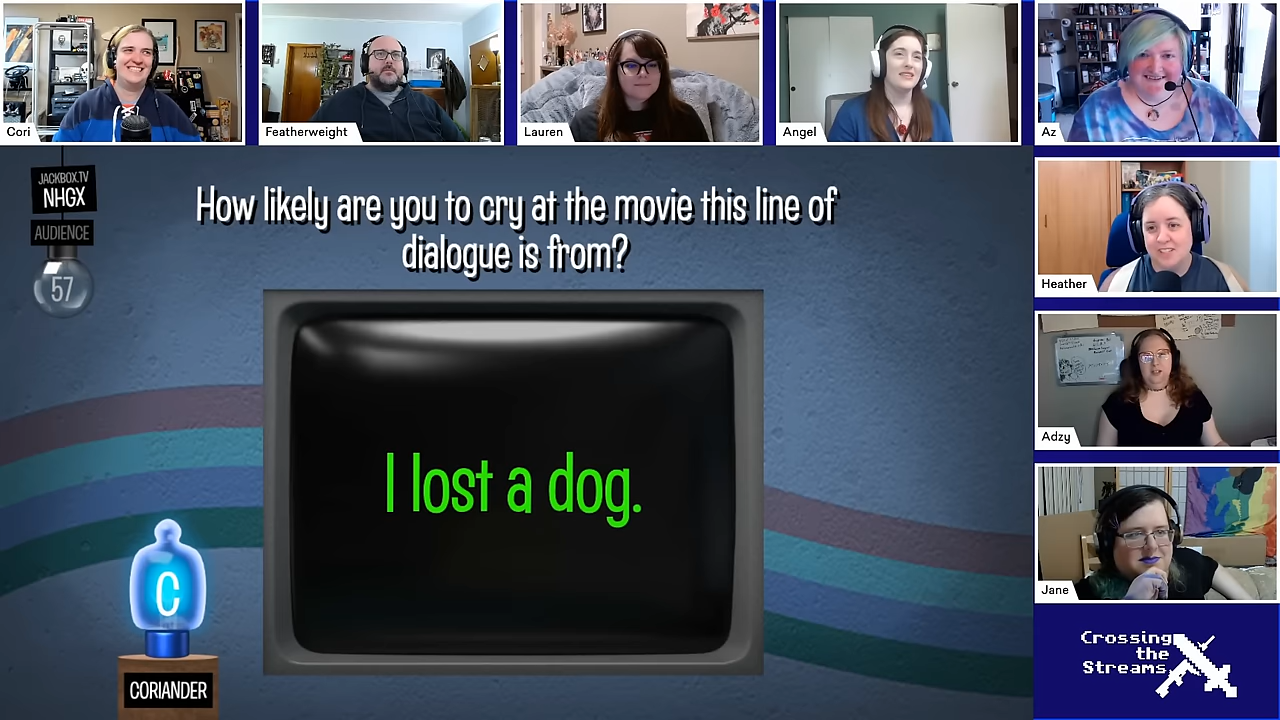 Cori
Featherweight
Lauren
Angel
Az
JACKBOX.TV
NHGX
AUDIENCE
57
How likely are you to cry at the movie this line of
dialogue is from?
I lost a dog.
C
CORIANDER
Heather
Adzy
Jane
Crossing
the
Streams